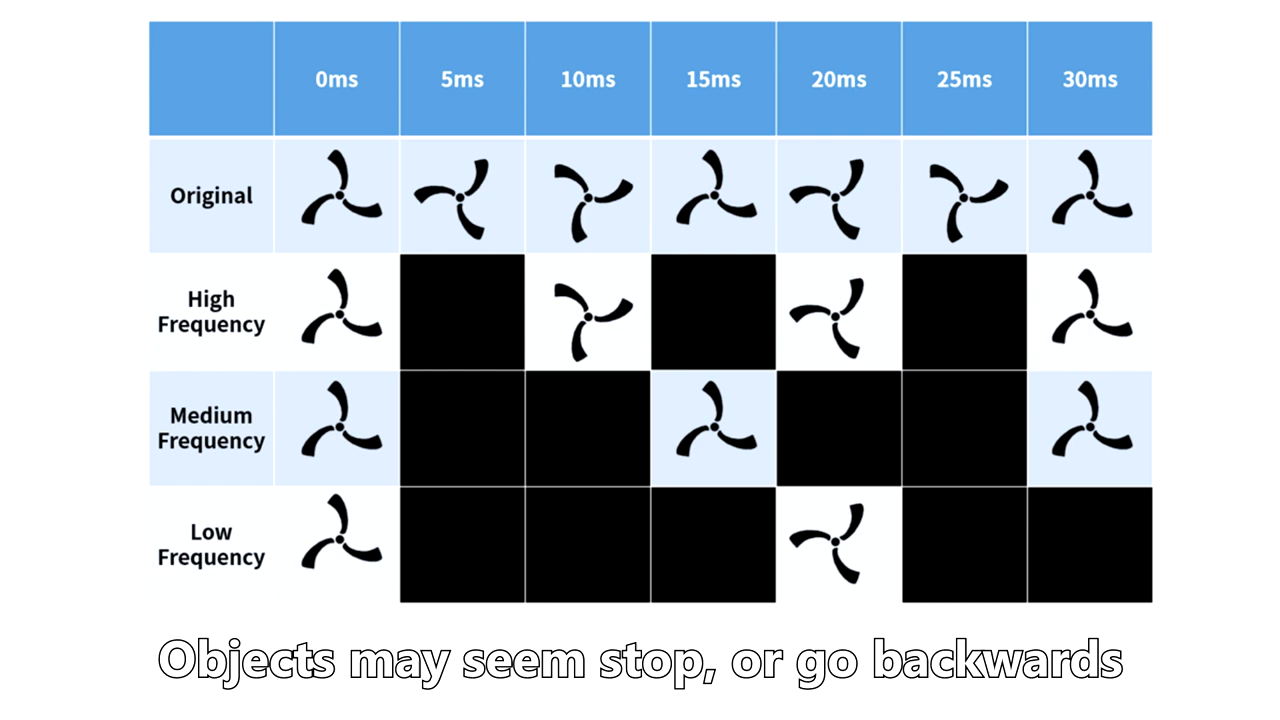 0ms 5ms 10ms 15ms 20ms 25ms 30ms
Original
High
Frequency
Medium
Frequency
Low
Frequency
Objects may seem stop, or go backwards